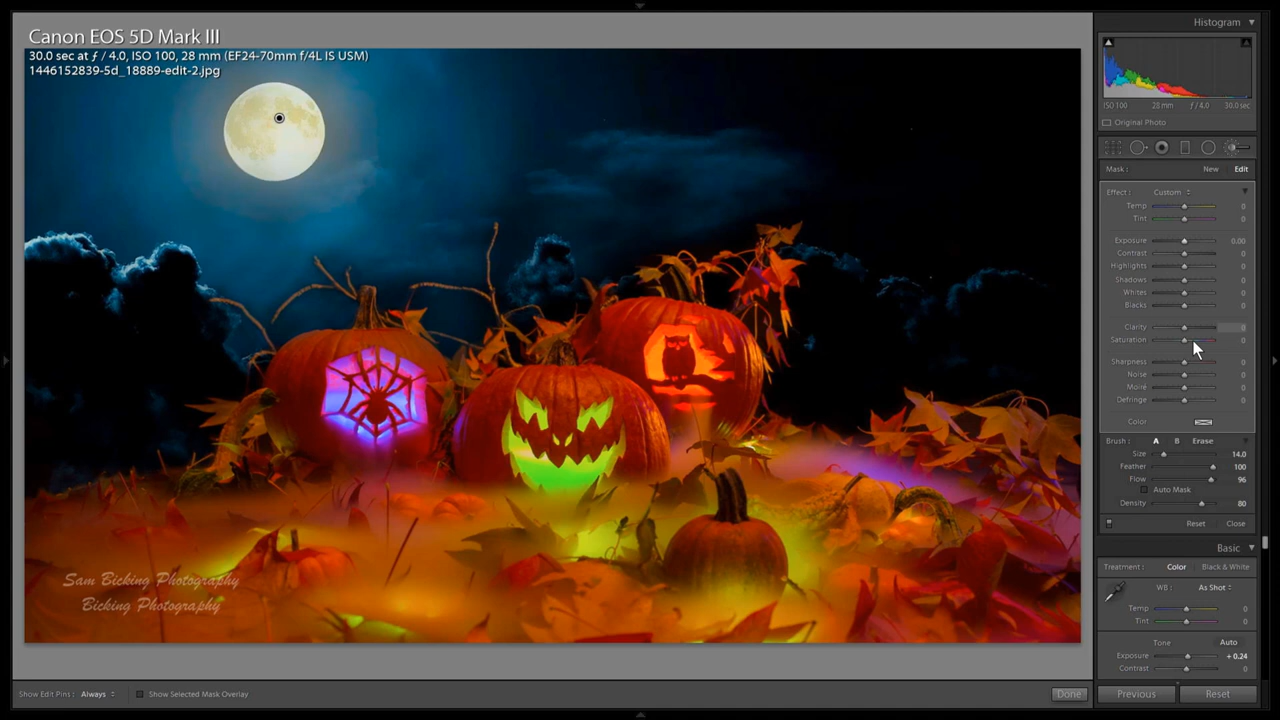 Canon EOS 5D Mark III
30.0 sec at ƒ / 4.0, ISO 100, 28 mm (EF24-70mm f/4L IS USM)
1446152839-5d_18889-edit-2.jpg
Sam Bicking Photography
Bicking Photography
Show Edit Pins : Always
Show Selected Mask Overlay
Done
Histogram
ISO 100 28 mm ƒ / 4.0 30.0 sec
Original Photo
Mask : New Edit
Effect : Custom
Temp 0
Tint 0
Exposure 0.00
Contrast 0
Highlights 0
Shadows 0
Whites 0
Blacks 0
Clarity 0
Saturation 0
Sharpness 0
Noise 0
Moiré 0
Defringe 0
Color
Brush : A B Erase
Size 14.0
Feather 100
Flow 96
Auto Mask
Density 80
Reset Close
Basic
Treatment : Color Black & White
WB : As Shot
Temp 0
Tint 0
Tone Auto
Exposure + 0.24
Contrast 0
Previous Reset